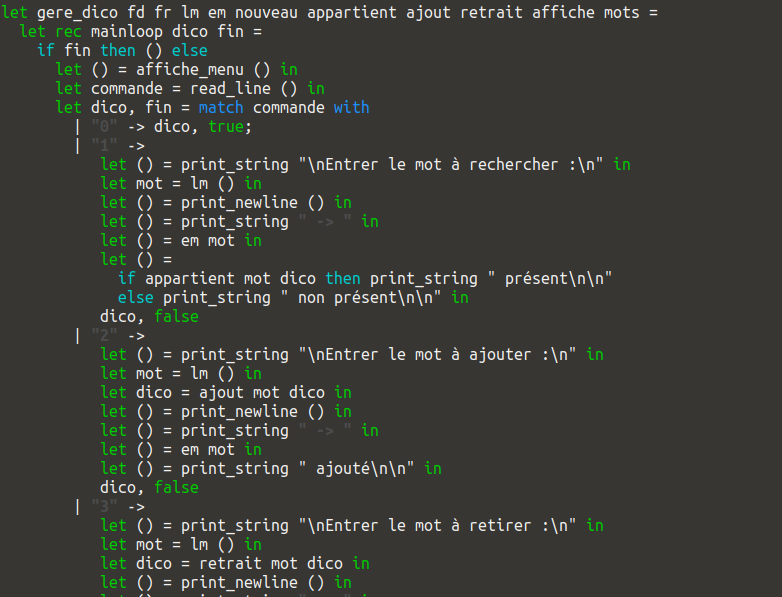 let gere_dico fd fr lm em nouveau appartient ajout retrait affiche mots =
  let rec mainloop dico fin =
    if fin then () else
      let () = affiche_menu () in
      let commande = read_line () in
      let dico, fin = match commande with
        | "0" -> dico, true;
        | "1" ->
           let () = print_string "\nEntrer le mot à rechercher :\n" in
           let mot = lm () in
           let () = print_newline () in
           let () = print_string " -> " in
           let () = em mot in
           let () =
             if appartient mot dico then print_string " présent\n\n"
             else print_string " non présent\n\n" in
           dico, false
        | "2" ->
           let () = print_string "\nEntrer le mot à ajouter :\n" in
           let mot = lm () in
           let dico = ajout mot dico in
           let () = print_newline () in
           let () = print_string " -> " in
           let () = em mot in
           let () = print_string " ajouté\n\n" in
           dico, false
        | "3" ->
           let () = print_string "\nEntrer le mot à retirer :\n" in
           let mot = lm () in
           let dico = retrait mot dico in
           let () = print_newline () in